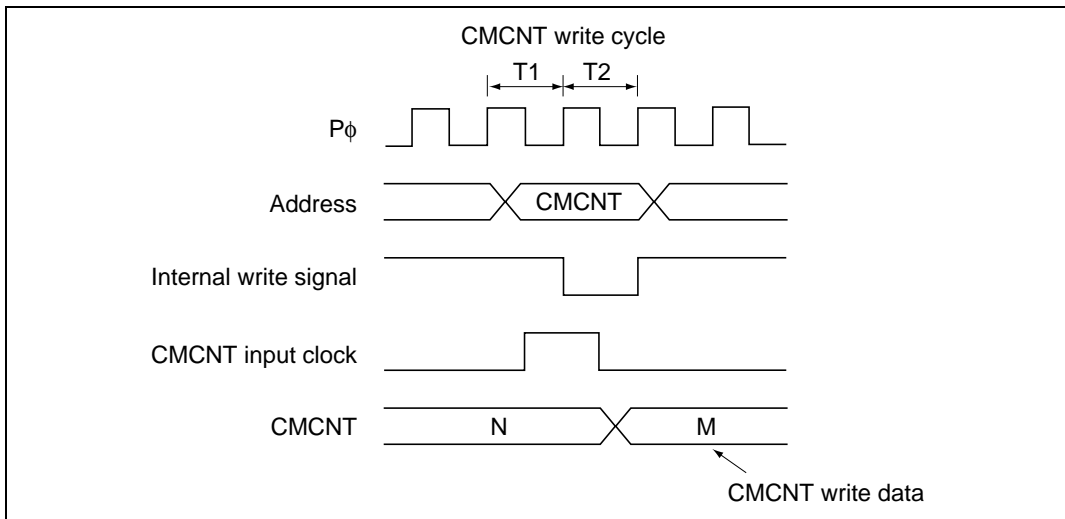 CMCNT write cycle
T1 T2
Pϕ
Address CMCNT
Internal write signal
CMCNT input clock
CMCNT N M
CMCNT write data